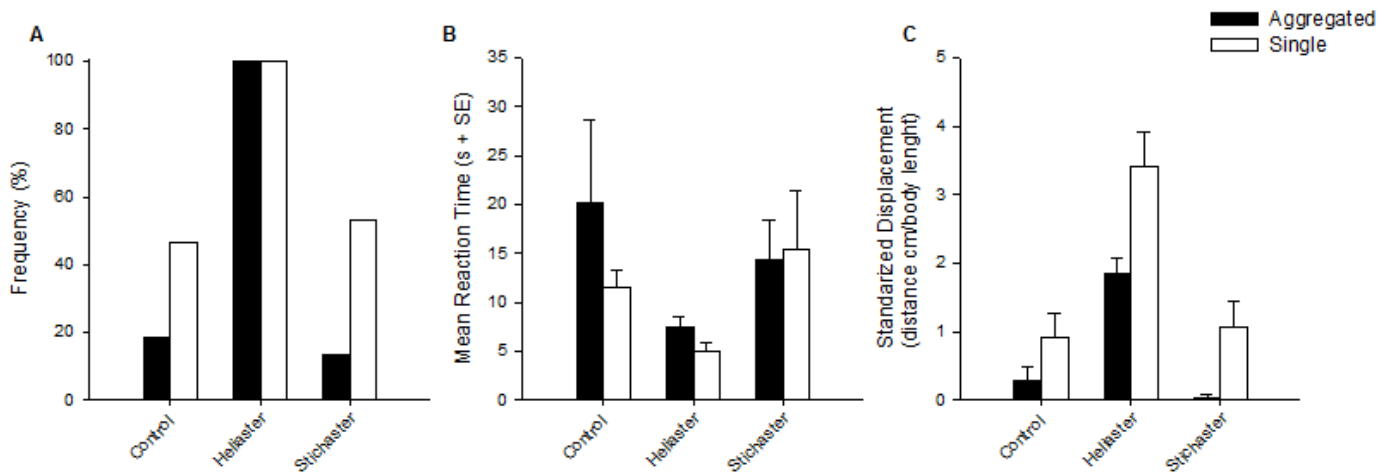 Aggregated
Single
A
Frequency (%)
100
80
60
40
20
0
Control
Heliaster
Stichaster
B
Mean Reaction Time (s + SE)
35
30
25
20
15
10
5
0
Control
Heliaster
Stichaster
C
Standarized Displacement
(distance cm/body lenght)
5
4
3
2
1
0
Control
Heliaster
Stichaster